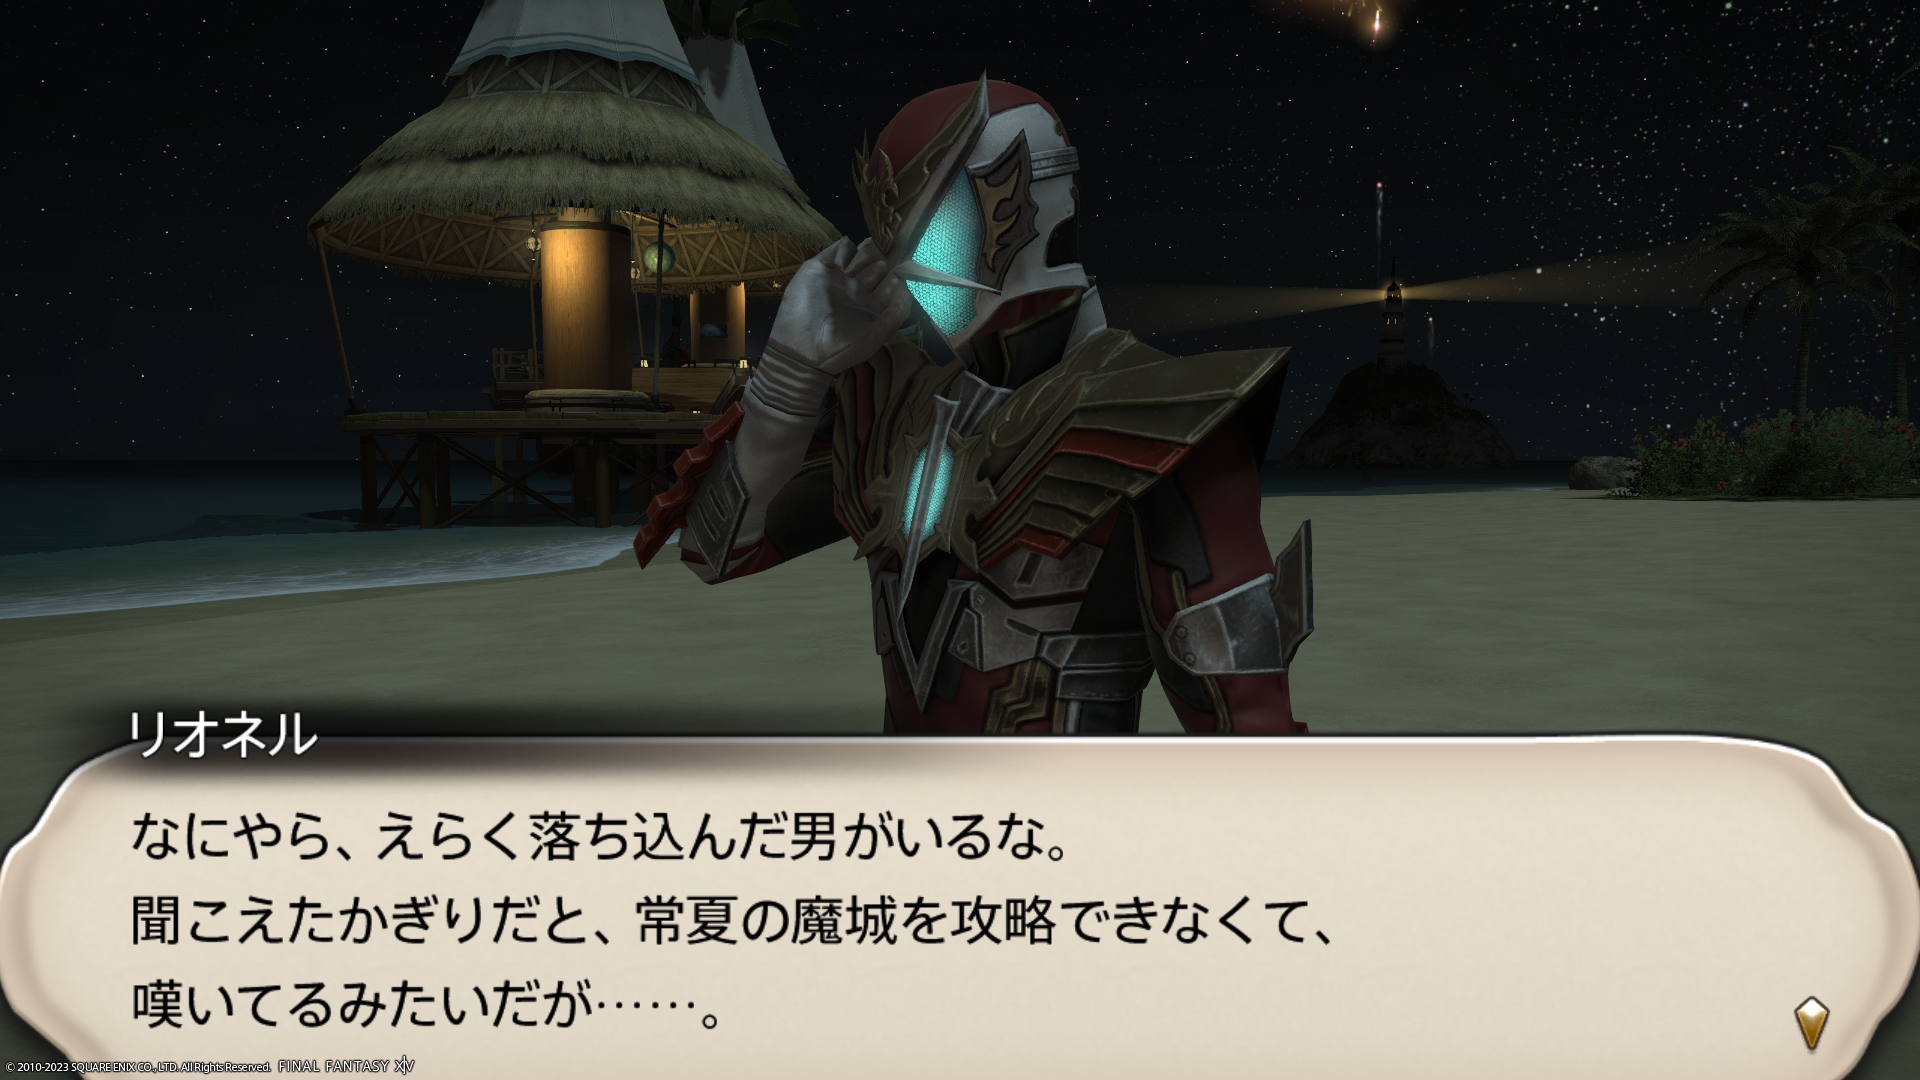 リオネル
なにやら、えらく落ち込んだ男がいるな。
聞こえたかぎりだと、常夏の魔城を攻略できなくて、
嘆いてるみたいだが……。
© 2010-2023 SQUARE ENIX CO., LTD. All Rights Reserved. FINAL FANTASY XIV